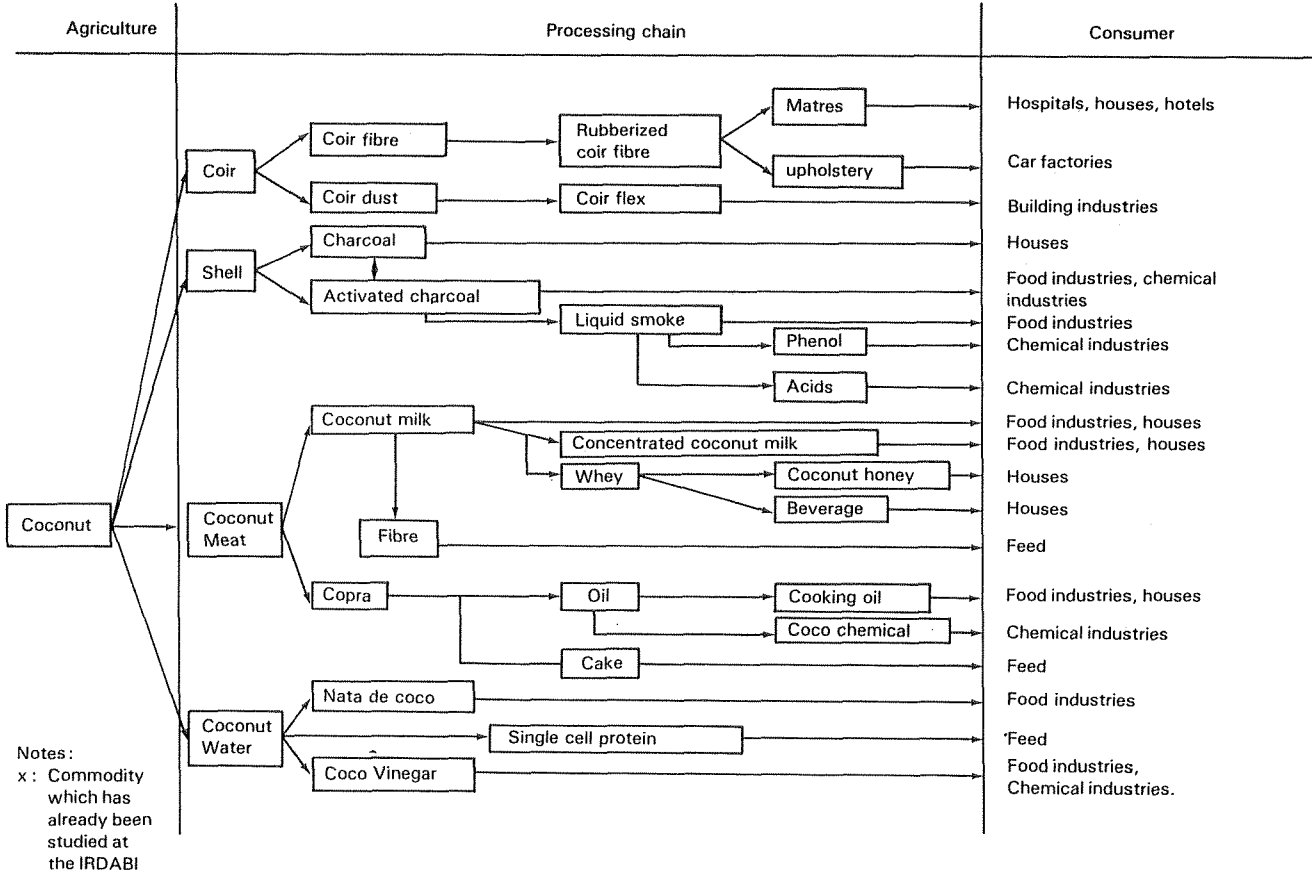 Agriculture
Processing chain
Consumer
Matres
Hospitals, houses, hotels
Coir fibre
Rubberized
coir fibre
Coir
upholstery
Car factories
Coir dust
Coir flex
Building industries
Charcoal
Houses
Shell
Activated charcoal
Food industries, chemical
industries
Liquid smoke
Food industries
Phenol
Chemical industries
Acids
Chemical industries
Coconut milk
Food industries, houses
Concentrated coconut milk
Food industries, houses
Whey
Coconut honey
Houses
Beverage
Houses
Coconut
Coconut
Meat
Fibre
Feed
Copra
Oil
Cooking oil
Food industries, houses
Coco chemical
Chemical industries
Cake
Feed
Nata de coco
Food industries
Coconut
Water
Single cell protein
Feed
Coco Vinegar
Food industries,
Chemical industries.
Notes:
x: Commodity
which has
already been
studied at
the IRDABI